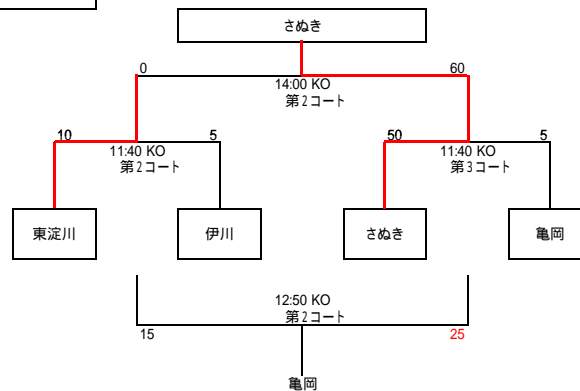 さぬき
0 60
14:00 KO
第2コート
10 5 50 5
11:40 KO 11:40 KO
第2コート 第3コート
東淀川 伊川 さぬき 亀岡
12:50 KO
第2コート
15 25
亀岡